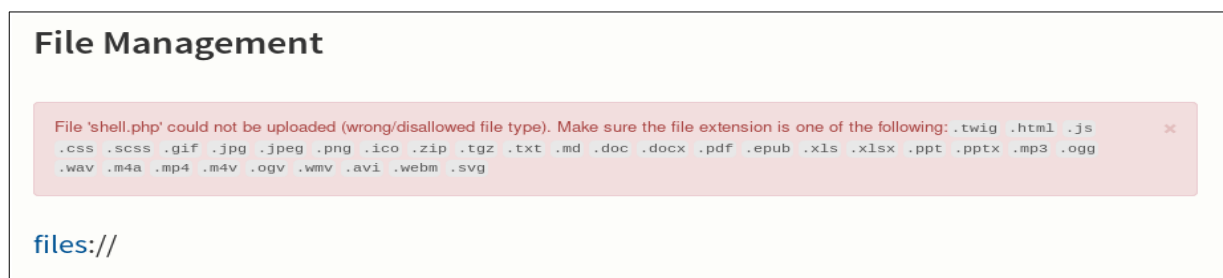 File Management
File 'shell.php' could not be uploaded (wrong/disallowed file type). Make sure the file extension is one of the following: .twig .html .js
.css .scss .gif .jpg .jpeg .png .ico .zip .tgz .txt .md .doc .docx .pdf .epub .xls .xlsx .ppt .pptx .mp3 .ogg
.wav .m4a .mp4 .m4v .ogv .wmv .avi .webm .svg
×
files://